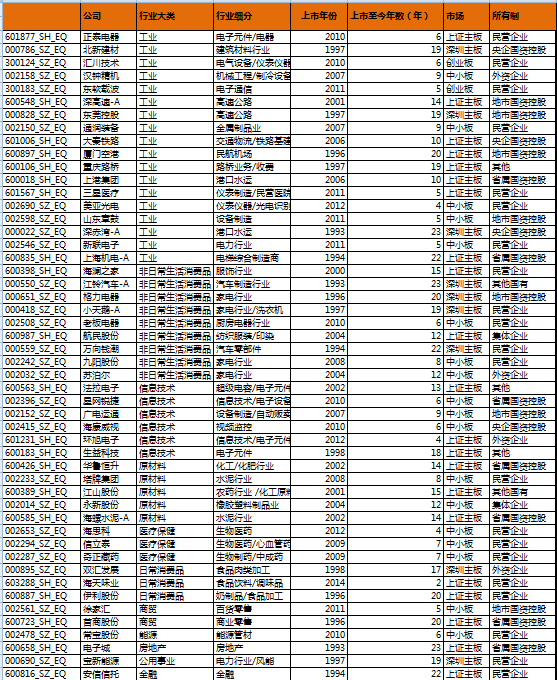 公司 行业大类 行业细分 上市年份 上市至今年数（年） 市场 所有制
601877_SH_EQ 正泰电器 工业 电子元件/电器 2010 6 上证主板 民营企业
000786_SZ_EQ 北新建材 工业 建筑材料行业 1997 19 深圳主板 央企国资控股
300124_SZ_EQ 汇川技术 工业 电气设备/仪表仪器 2010 6 创业板 民营企业
002158_SZ_EQ 汉钟精机 工业 机械工程/制冷设备 2007 9 中小板 外资企业
300183_SZ_EQ 东软载波 工业 电子通信 2011 5 创业板 民营企业
600548_SH_EQ 深高速-A 工业 高速公路 2001 14 上证主板 地市国资控股
000828_SZ_EQ 东莞控股 工业 高速公路 1997 19 深圳主板 地市国资控股
002150_SZ_EQ 通润装备 工业 金属制品业 2007 9 中小板 民营企业
601006_SH_EQ 大秦铁路 工业 交通物流/铁路基建 2006 10 上证主板 央企国资控股
600897_SH_EQ 厦门空港 工业 民航机场 1996 20 上证主板 地市国资控股
600106_SH_EQ 重庆路桥 工业 路桥业务/收费 1997 19 上证主板 其他
600018_SH_EQ 上港集团 工业 港口水运 2006 10 上证主板 省属国资控股
601567_SH_EQ 三星医疗 工业 仪表制造/民营医院 2011 5 上证主板 民营企业
002690_SZ_EQ 美亚光电 工业 仪表仪器/光电识别 2012 4 中小板 民营企业
002598_SZ_EQ 山东章鼓 工业 设备制造 2011 5 中小板 地市国资控股
000022_SZ_EQ 深赤湾-A 工业 港口水运 1993 23 深圳主板 央企国资控股
002546_SZ_EQ 新联电子 工业 电力行业 2011 5 中小板 民营企业
600835_SH_EQ 上海机电-A 工业 电梯综合制造商 1994 22 上证主板 省属国资控股
600398_SH_EQ 海澜之家 非日常生活消费品 服饰行业 2000 15 上证主板 民营企业
000550_SZ_EQ 江铃汽车-A 非日常生活消费品 汽车制造行业 1993 23 深圳主板 其他国有
000651_SZ_EQ 格力电器 非日常生活消费品 家电行业 1996 20 深圳主板 地市国资控股
000418_SZ_EQ 小天鹅-A 非日常生活消费品 家电行业/洗衣机 1997 19 深圳主板 民营企业
002508_SZ_EQ 老板电器 非日常生活消费品 厨房电器行业 2010 6 中小板 民营企业
600987_SH_EQ 航民股份 非日常生活消费品 纺织服装/印染 2004 12 上证主板 集体企业
000559_SZ_EQ 万向钱潮 非日常生活消费品 汽车零部件 1994 22 深圳主板 民营企业
002242_SZ_EQ 九阳股份 非日常生活消费品 家电行业 2008 8 中小板 民营企业
002032_SZ_EQ 苏泊尔 非日常生活消费品 家电行业 2004 12 中小板 外资企业
600563_SH_EQ 法拉电子 信息技术 超级电容/电子元件 2002 13 上证主板 其他
002396_SZ_EQ 星网锐捷 信息技术 信息技术/电子设备 2010 6 中小板 省属国资控股
002152_SZ_EQ 广电运通 信息技术 设备制造/自动贩卖 2007 9 中小板 地市国资控股
002415_SZ_EQ 海康威视 信息技术 视频监控 2010 6 中小板 央企国资控股
601231_SH_EQ 环旭电子 信息技术 信息技术/电子元件 2012 4 上证主板 外资企业
600183_SH_EQ 生益科技 信息技术 电子元件 1998 18 上证主板 其他
600426_SH_EQ 华鲁恒升 原材料 化工/化肥行业 2002 14 上证主板 省属国资控股
002233_SZ_EQ 塔牌集团 原材料 水泥行业 2008 8 中小板 民营企业
600389_SH_EQ 江山股份 原材料 农药行业/化工原料 2001 15 上证主板 其他国有
002014_SZ_EQ 永新股份 原材料 橡胶塑料制品业 2004 12 中小板 集体企业
600585_SH_EQ 海螺水泥-A 原材料 水泥行业 2002 14 上证主板 省属国资控股
002653_SZ_EQ 海思科 医疗保健 生物医药 2012 4 中小板 民营企业
002294_SZ_EQ 信立泰 医疗保健 生物医药/心血管药 2009 7 中小板 民营企业
002287_SZ_EQ 奇正藏药 医疗保健 生物制药/中成药 2009 7 中小板 民营企业
000895_SZ_EQ 双汇发展 日常消费品 食品肉类加工 1998 17 深圳主板 外资企业
603288_SH_EQ 海天味业 日常消费品 食品饮料/调味品 2014 2 上证主板 民营企业
600887_SH_EQ 伊利股份 日常消费品 奶制品/食品加工 1996 20 上证主板 民营企业
002561_SZ_EQ 徐家汇 商贸 百货零售 2011 5 中小板 地市国资控股
600723_SH_EQ 首商股份 商贸 商业零售 1996 20 上证主板 省属国资控股
002478_SZ_EQ 常宝股份 能源 能源管材 2010 6 中小板 民营企业
600658_SH_EQ 电子城 房地产 房地产 1993 23 上证主板 省属国资控股
000690_SZ_EQ 宝新能源 公用事业 电力行业/风能 1997 19 深圳主板 民营企业
600816_SZ_EQ 安信信托 金融 金融 1994 22 上证主板 民营企业